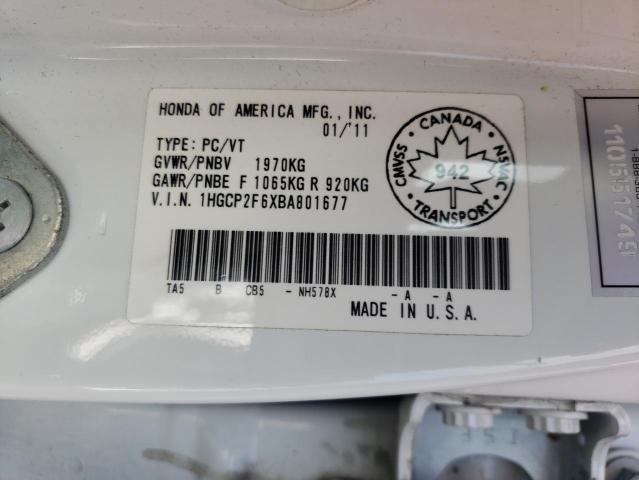 HONDA OF AMERICA MFG., INC.
01/'11
TYPE: PC/VT
GVWR/PNBV 1970KG
GAWR/PNBE F 1065KG R 920KG
V.I.N. 1HGCP2F6XBA801677
CANADA
CMVSS
942
NSVAC
TRANSPORT
TA5 B CB5 - NH578X - A - A
MADE IN U.S.A.
ISE